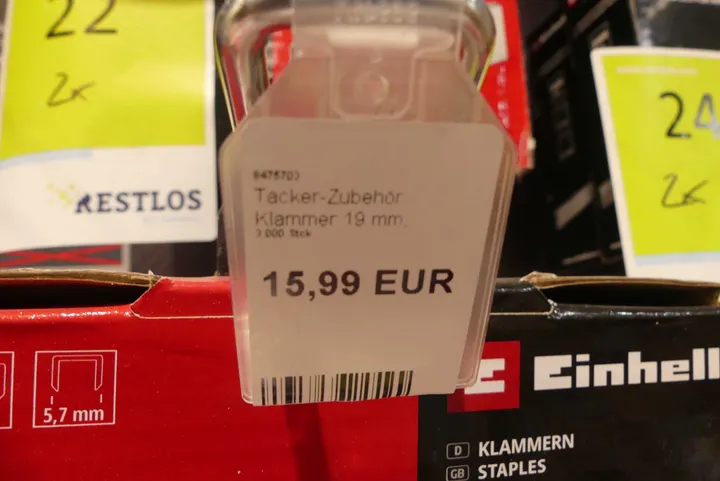 22
2x
RESTLOS
8475703
Tacker-Zubehör
Klammer 19 mm,
3 000 Stck
15,99 EUR
24
2x
5,7 mm
Einhell
D KLAMMERN
GB STAPLES